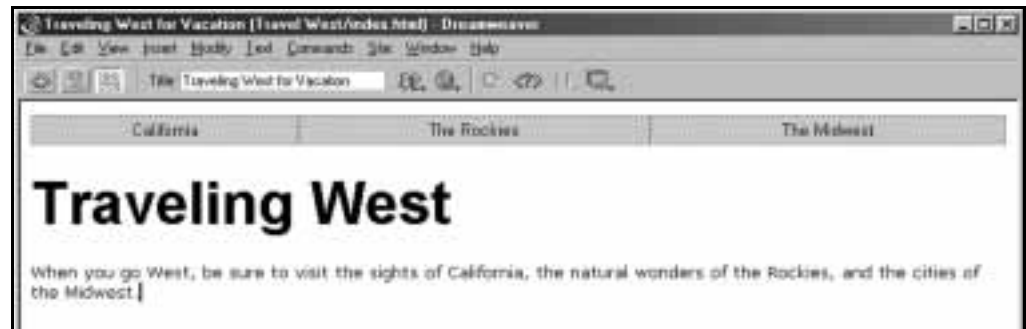 Traveling West for Vacation (Travel West/index.html) - Dreamweaver
File Edit View Insert Modify Text Commands Site Window Help
Title Traveling West for Vacation
California The Rockies The Midwest
Traveling West
When you go West, be sure to visit the sights of California, the natural wonders of the Rockies, and the cities of
the Midwest.